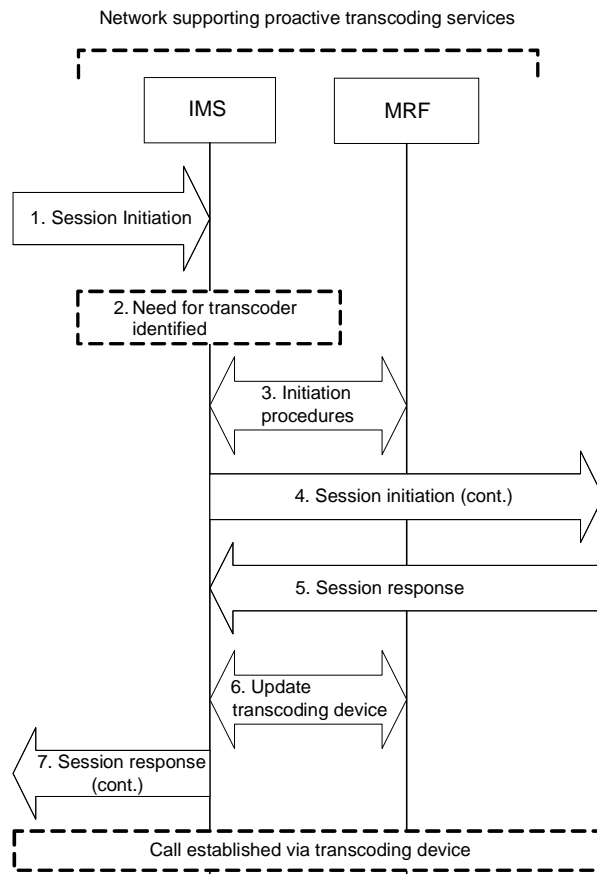 Network supporting proactive transcoding services
IMS
MRF
1. Session Initiation
2. Need for transcoder
identified
3. Initiation
procedures
4. Session initiation (cont.)
5. Session response
6. Update
transcoding device
7. Session response
(cont.)
Call established via transcoding device